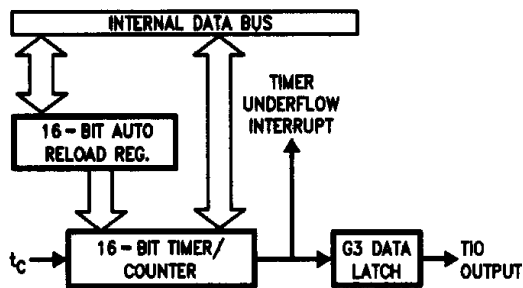 INTERNAL DATA BUS
TIMER
UNDERFLOW
INTERRUPT
16-BIT AUTO
RELOAD REG.
tC
16-BIT TIMER/
COUNTER
G3 DATA
LATCH
TIO
OUTPUT